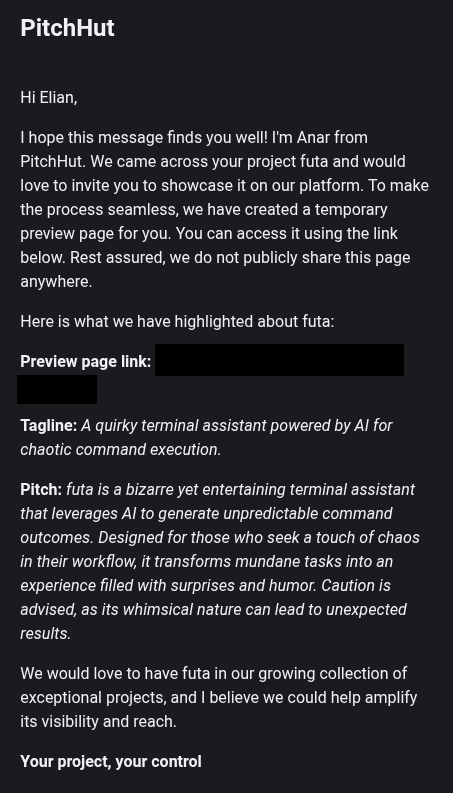 PitchHut
Hi Elian,
I hope this message finds you well! I'm Anar from
PitchHut. We came across your project futa and would
love to invite you to showcase it on our platform. To make
the process seamless, we have created a temporary
preview page for you. You can access it using the link
below. Rest assured, we do not publicly share this page
anywhere.
Here is what we have highlighted about futa:
Preview page link:
Tagline: A quirky terminal assistant powered by AI for
chaotic command execution.
Pitch: futa is a bizarre yet entertaining terminal assistant
that leverages AI to generate unpredictable command
outcomes. Designed for those who seek a touch of chaos
in their workflow, it transforms mundane tasks into an
experience filled with surprises and humor. Caution is
advised, as its whimsical nature can lead to unexpected
results.
We would love to have futa in our growing collection of
exceptional projects, and I believe we could help amplify
its visibility and reach.
Your project, your control